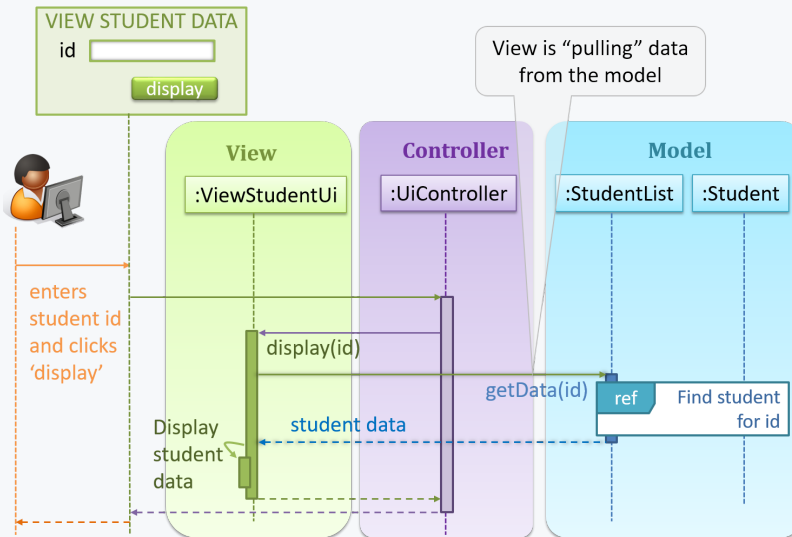 VIEW STUDENT DATA
id
display
View is “pulling” data
from the model
View
Controller
Model
:ViewStudentUi
:UiController
:StudentList
:Student
enters
student id
and clicks
‘display’
display(id)
getData(id)
ref
Find student
for id
student data
Display
student
data